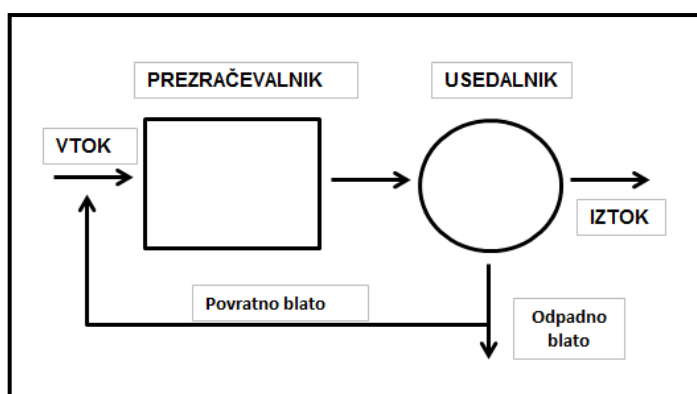 PREZRAČEVALNIK
USEDALNIK
VTOK
IZTOK
Povratno blato
Odpadno
blato